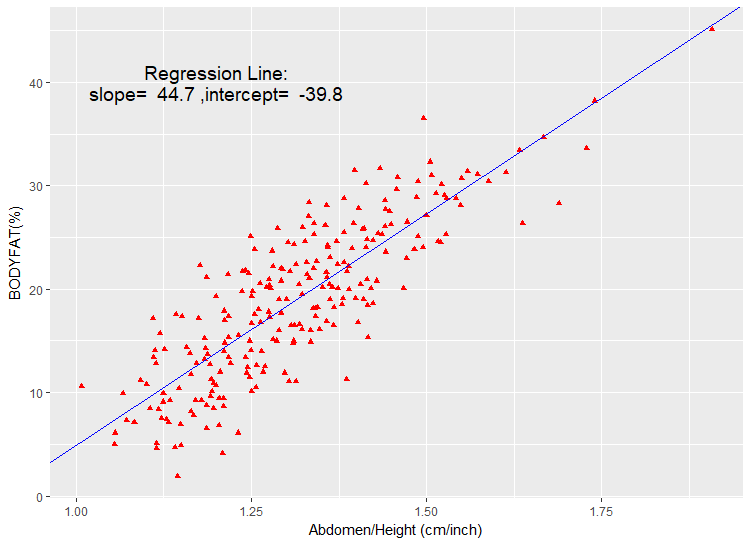 Regression Line:
slope=  44.7 ,intercept=  -39.8
40
30
20
10
0
BODYFAT(%)
1.00
1.25
1.50
1.75
Abdomen/Height (cm/inch)